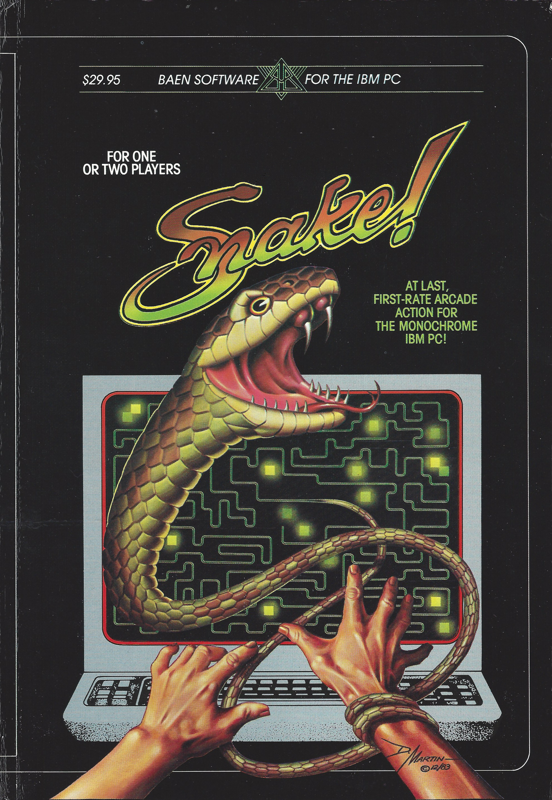 $29.95 BAEN SOFTWARE FOR THE IBM PC
FOR ONE
OR TWO PLAYERS
Snake!
AT LAST,
FIRST-RATE ARCADE
ACTION FOR
THE MONOCHROME
IBM PC!
D. MARTIN